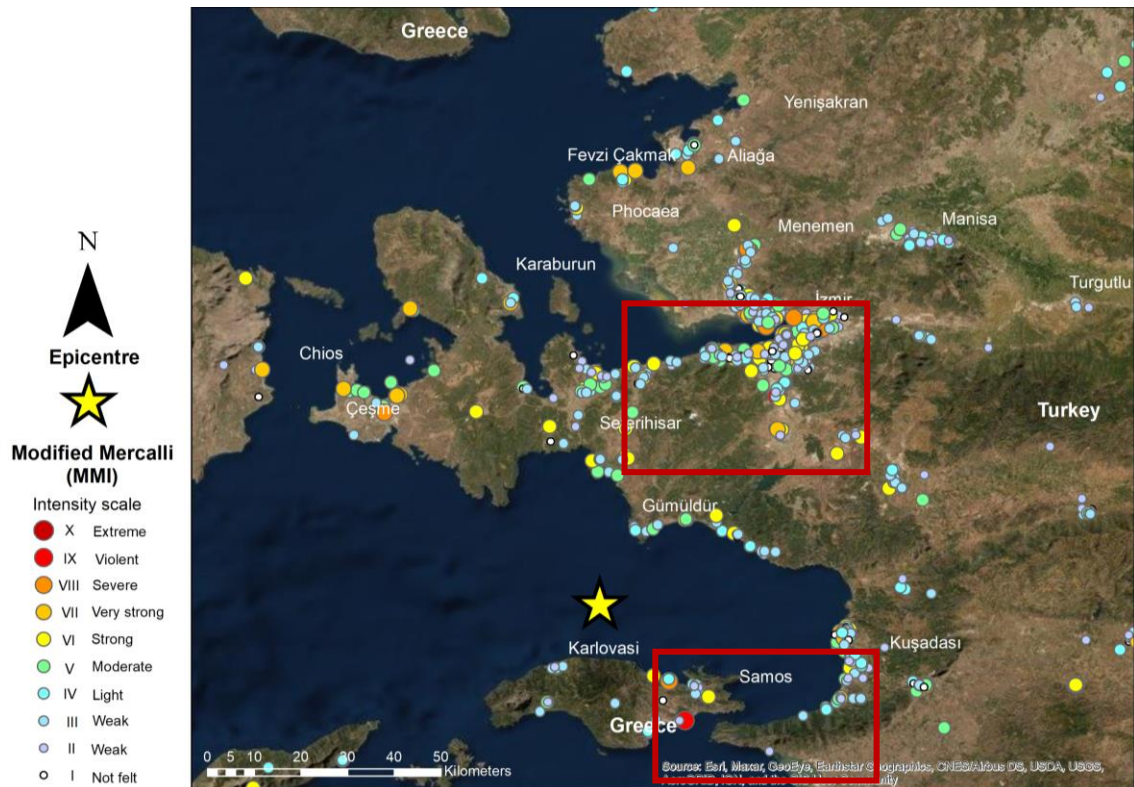 Greece
Yenişakran
Fevzi Çakmak
Aliağa
Phocaea
Menemen
Manisa
Karaburun
Turgutlu
İzmir
Chios
Çeşme
Seferihisar
Turkey
Gümüldür
Karlovasi
Kuşadası
Samos
Greece
N
Epicentre
Modified Mercalli
(MMI)
Intensity scale
X Extreme
IX Violent
VIII Severe
VII Very strong
VI Strong
V Moderate
IV Light
III Weak
II Weak
I Not felt
0 5 10 20 30 40 50
Kilometers
Source: Esri, Maxar, GeoEye, Earthstar Geographics, CNES/Airbus DS, USDA, USGS,